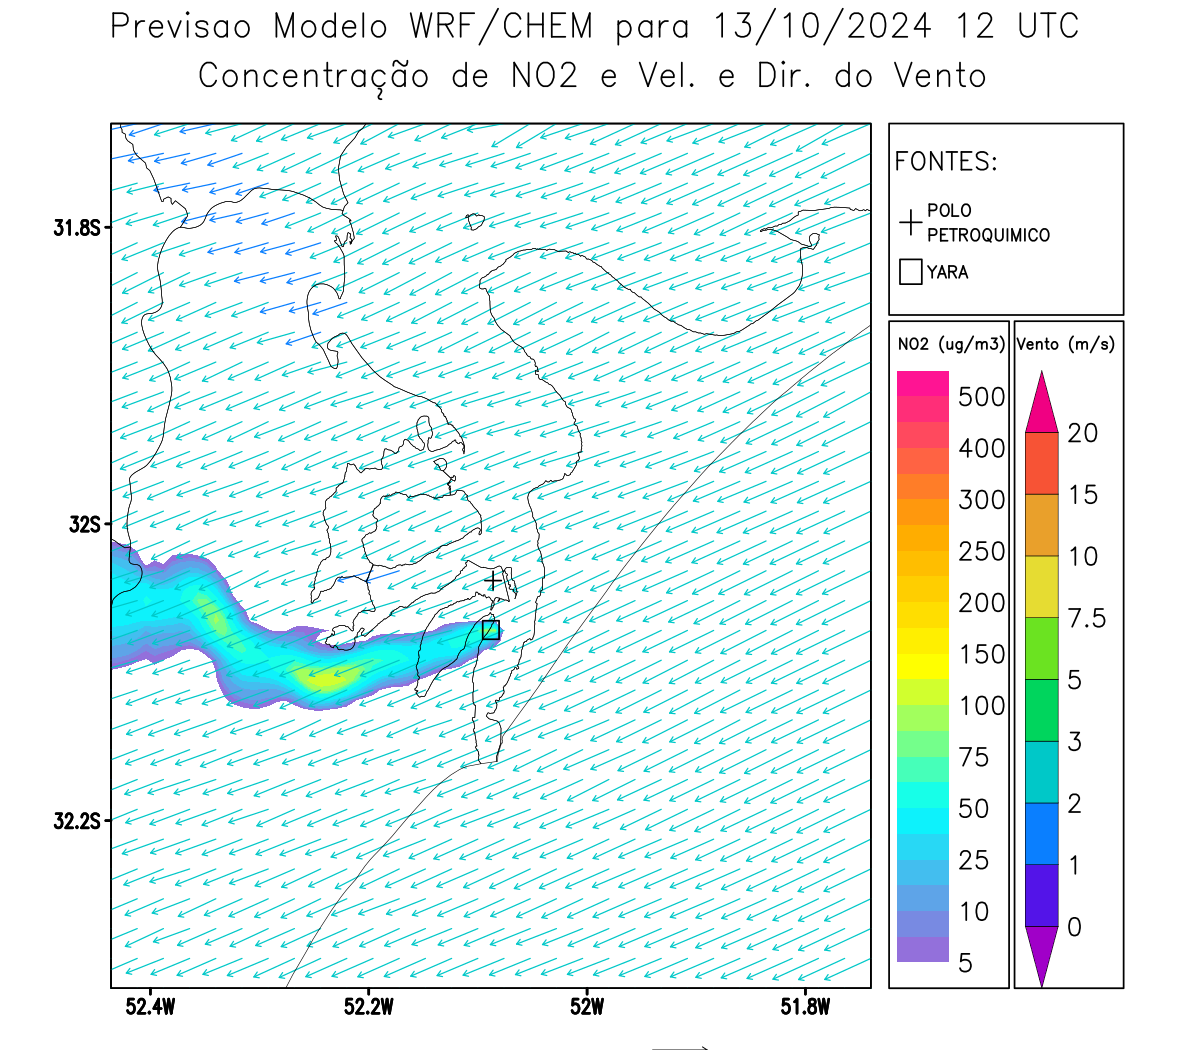 Previsao Modelo WRF/CHEM para 13/10/2024 12 UTC
Concentração de NO2 e Vel. e Dir. do Vento
FONTES:
POLO
PETROQUIMICO
YARA
NO2 (ug/m3)
500
400
300
250
200
150
100
75
50
25
10
5
Vento (m/s)
20
15
10
7.5
5
3
2
1
0
31.8S
32S
32.2S
52.4W
52.2W
52W
51.8W